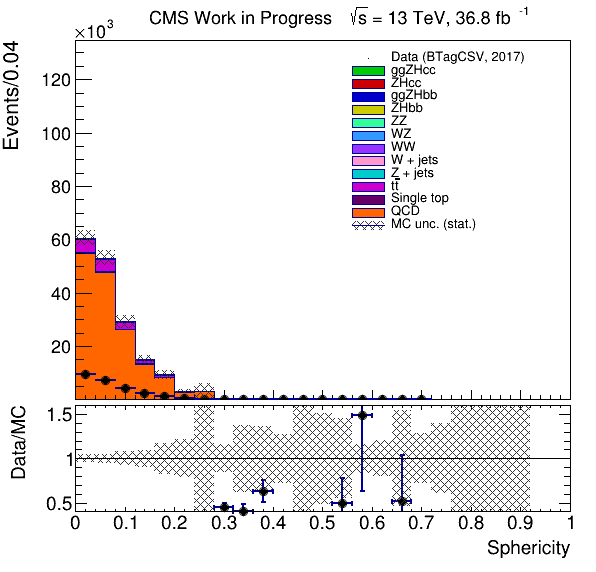 CMS Work in Progress √s = 13 TeV, 36.8 fb⁻¹
×10³
Events/0.04
120
100
80
60
40
20
Data (BTagCSV, 2017)
ggZHcc
ZHcc
ggZHbb
ZHbb
ZZ
WZ
WW
W + jets
Z + jets
tt̅
Single top
QCD
MC unc. (stat.)
Data/MC
1.5
1
0.5
0 0.1 0.2 0.3 0.4 0.5 0.6 0.7 0.8 0.9 1
Sphericity